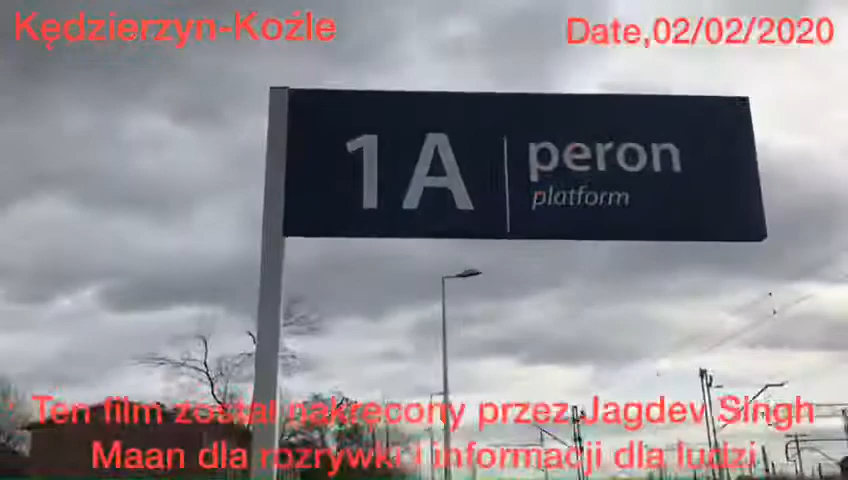 Kędzierzyn-Koźle
Date,02/02/2020
1A
peron
platform
Ten film został nakręcony przez Jagdev Singh
Maan dla rozrywki i informacji dla ludzi